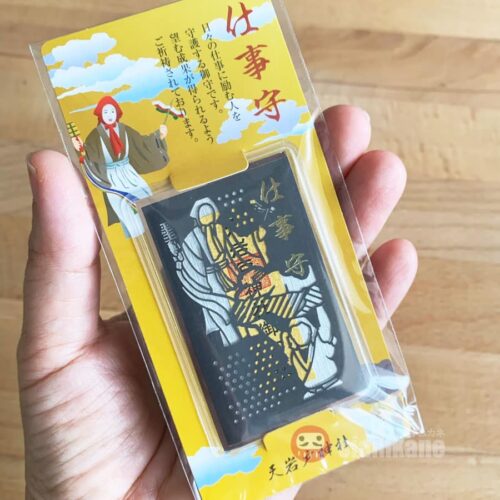 仕事守
日々の仕事に励む人を
守護する御守です。
望む成果が得られるよう
ご祈祷されております。
仕事守
天岩戸神社